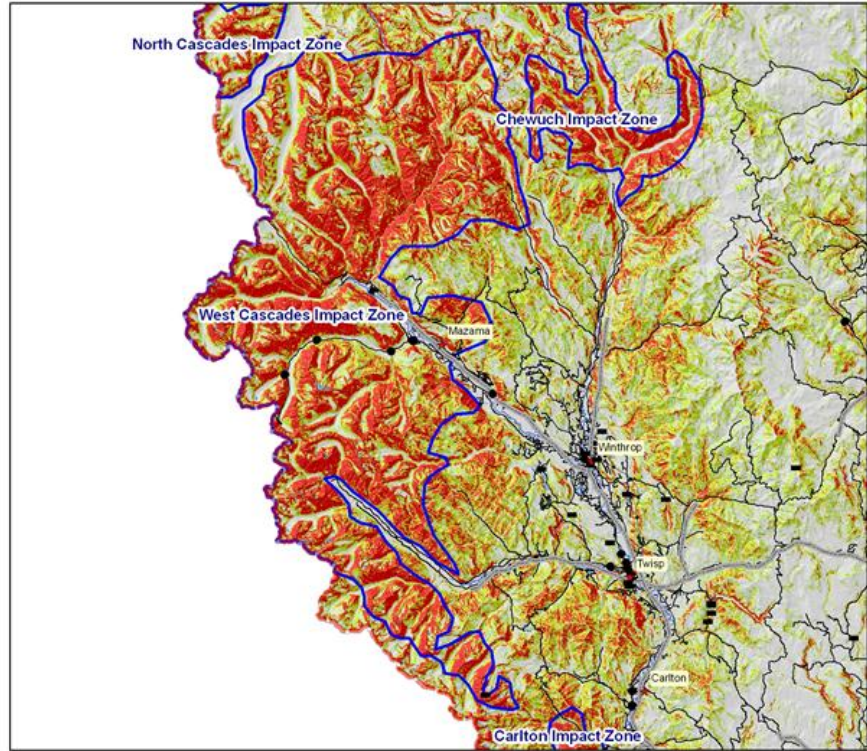 North Cascades Impact Zone
Chewuch Impact Zone
West Cascades Impact Zone
Mazama
Winthrop
Twisp
Carlton
Carlton Impact Zone